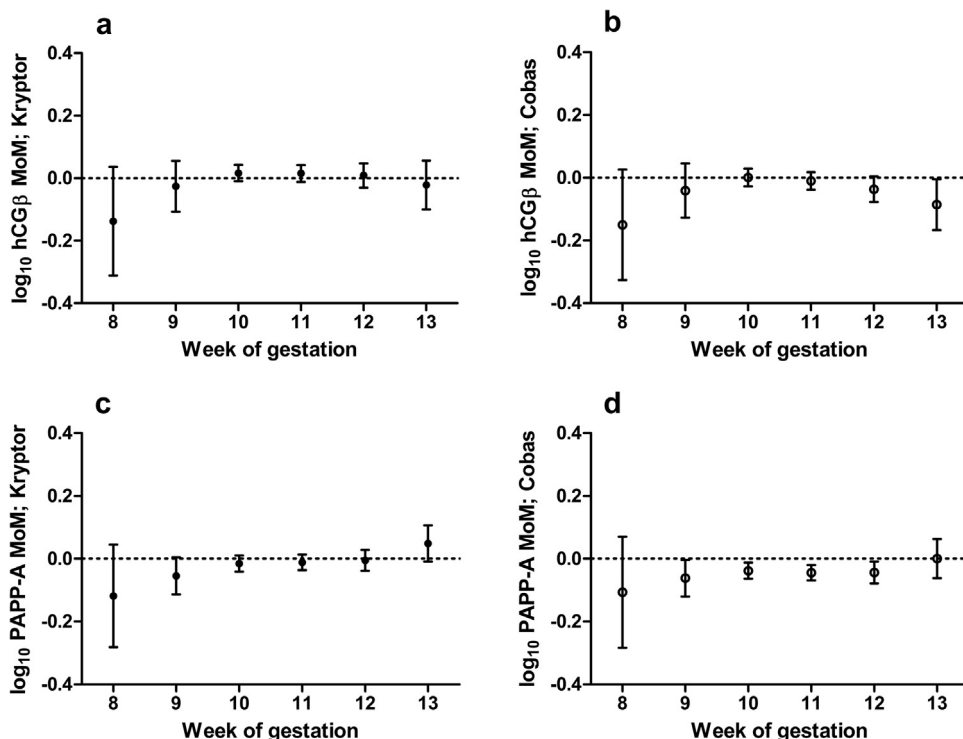 a
log10 hCGβ MoM; Kryptor
0.4
0.2
0.0
-0.2
-0.4
8 9 10 11 12 13
Week of gestation
b
log10 hCGβ MoM; Cobas
0.4
0.2
0.0
-0.2
-0.4
8 9 10 11 12 13
Week of gestation
c
log10 PAPP-A MoM; Kryptor
0.4
0.2
0.0
-0.2
-0.4
8 9 10 11 12 13
Week of gestation
d
log10 PAPP-A MoM; Cobas
0.4
0.2
0.0
-0.2
-0.4
8 9 10 11 12 13
Week of gestation